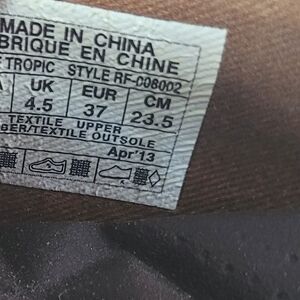 MADE IN CHINA
BRIQUE EN CHINE
TROPIC STYLE RF-C08002
UK EUR CM
4.5 37 23.5
TEXTILE UPPER
GER/TEXTILE OUTSOLE
Apr'13